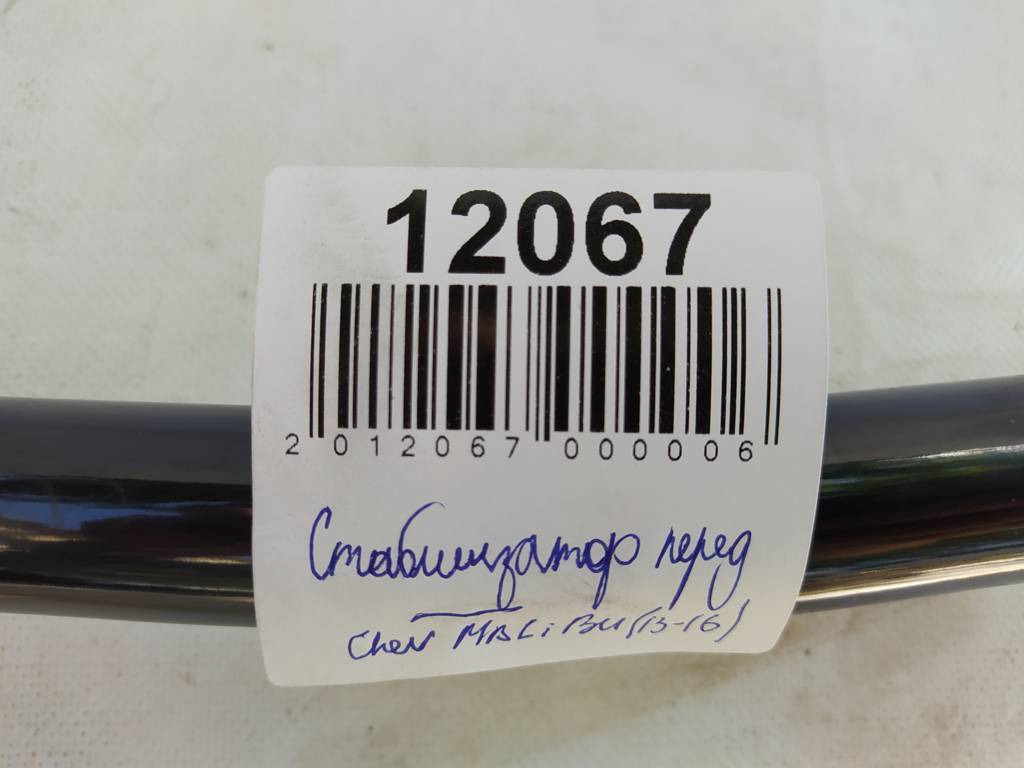 12067
2 012067 000006
Стабилизатор перед
Chev MALiBU (13-16)